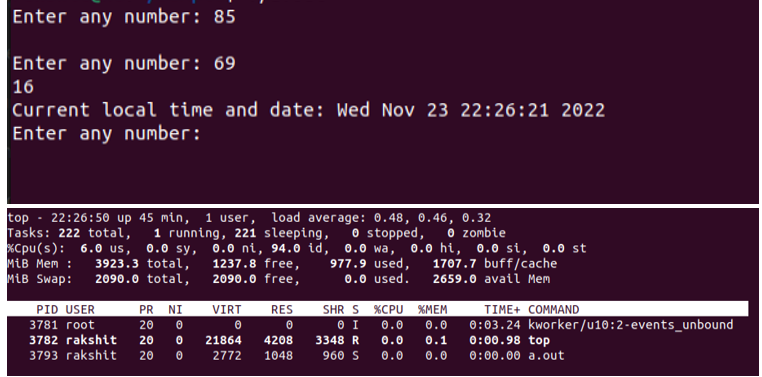 Enter any number: 85
Enter any number: 69
16
Current local time and date: Wed Nov 23 22:26:21 2022
Enter any number:
top - 22:26:50 up 45 min,  1 user,  load average: 0.48, 0.46, 0.32
Tasks: 222 total,   1 running, 221 sleeping,   0 stopped,   0 zombie
%Cpu(s):  6.0 us,  0.0 sy,  0.0 ni, 94.0 id,  0.0 wa,  0.0 hi,  0.0 si,  0.0 st
MiB Mem :   3923.3 total,   1237.8 free,    977.9 used,   1707.7 buff/cache
MiB Swap:   2090.0 total,   2090.0 free,      0.0 used.   2659.0 avail Mem
PID USER      PR  NI    VIRT    RES    SHR S  %CPU  %MEM     TIME+ COMMAND
3781 root      20   0       0      0      0 I   0.0   0.0   0:03.24 kworker/u10:2-events_unbound
3782 rakshit   20   0   21864   4208   3348 R   0.0   0.1   0:00.98 top
3793 rakshit   20   0    2772   1048    960 S   0.0   0.0   0:00.00 a.out